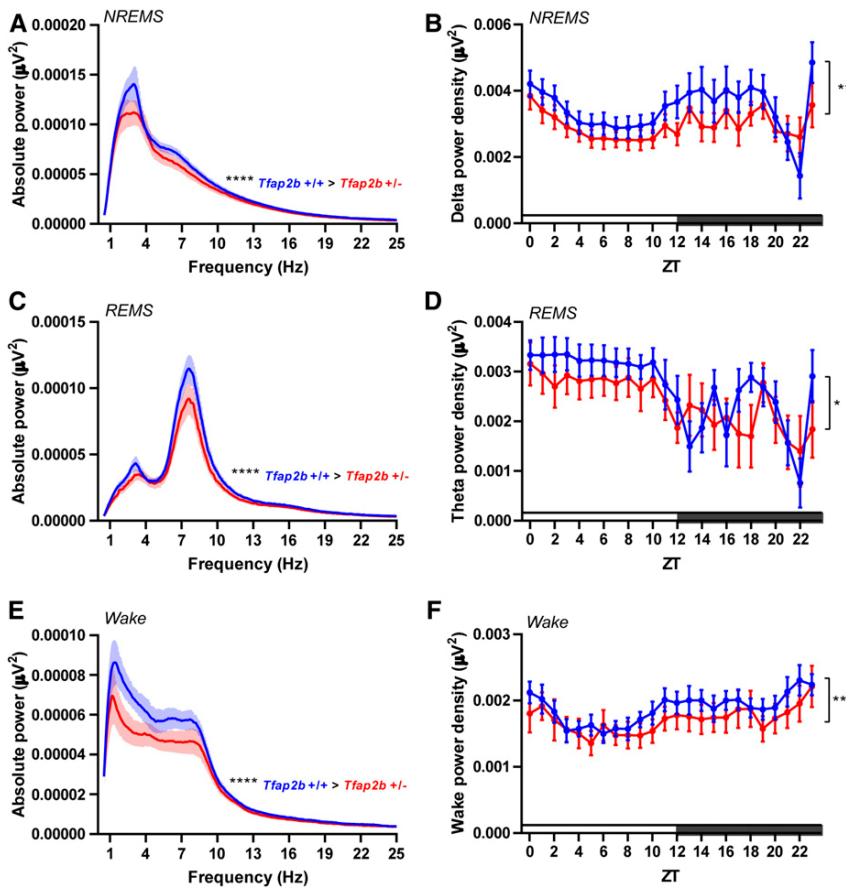 A
NREMS
Absolute power (μV²)
0.00020
0.00015
0.00010
0.00005
0.00000
**** Tfap2b +/+ > Tfap2b +/-
1 4 7 10 13 16 19 22 25
Frequency (Hz)
B
NREMS
Delta power density (μV²)
0.006
0.004
0.002
0.000
0 2 4 6 8 10 12 14 16 18 20 22
ZT
C
REMS
Absolute power (μV²)
0.00015
0.00010
0.00005
0.00000
**** Tfap2b +/+ > Tfap2b +/-
1 4 7 10 13 16 19 22 25
Frequency (Hz)
D
REMS
Theta power density (μV²)
0.004
0.003
0.002
0.001
0.000
*
0 2 4 6 8 10 12 14 16 18 20 22
ZT
E
Wake
Absolute power (μV²)
0.00010
0.00008
0.00006
0.00004
0.00002
0.00000
**** Tfap2b +/+ > Tfap2b +/-
1 4 7 10 13 16 19 22 25
Frequency (Hz)
F
Wake
Wake power density (μV²)
0.003
0.002
0.001
0.000
0 2 4 6 8 10 12 14 16 18 20 22
ZT